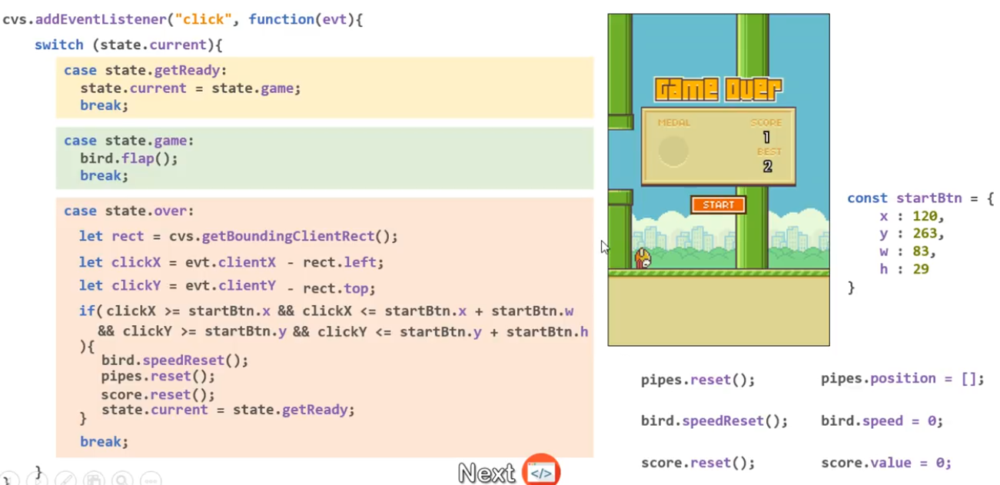 cvs.addEventListener("click", function(evt){
switch (state.current){
case state.getReady:
state.current = state.game;
break;
case state.game:
bird.flap();
break;
case state.over:
let rect = cvs.getBoundingClientRect();
let clickX = evt.clientX - rect.left;
let clickY = evt.clientY - rect.top;
if(clickX >= startBtn.x && clickX <= startBtn.x + startBtn.w
&& clickY >= startBtn.y && clickY <= startBtn.y + startBtn.h
){
bird.speedReset();
pipes.reset();
score.reset();
state.current = state.getReady;
}
break;
}
}
Game Over
MEDAL SCORE
1
BEST
2
START
const startBtn = {
x : 120,
y : 263,
w : 83,
h : 29
}
pipes.reset(); pipes.position = [];
bird.speedReset(); bird.speed = 0;
score.reset(); score.value = 0;
Next </>